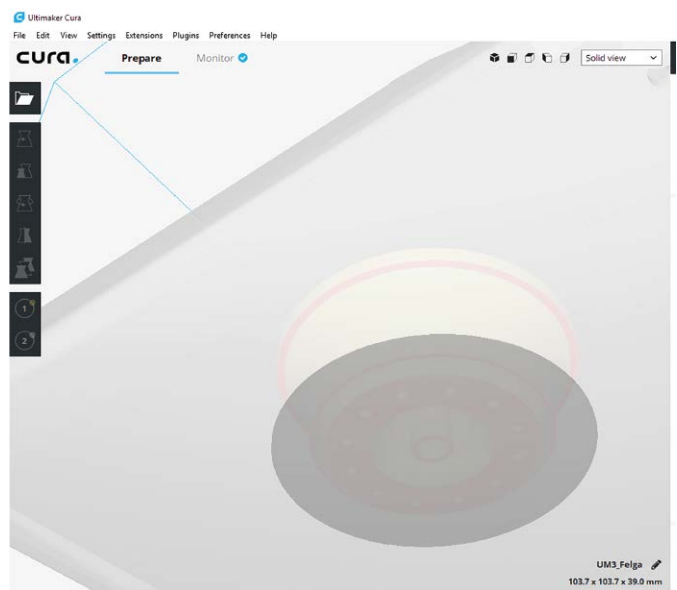 Ultimaker Cura
File Edit View Settings Extensions Plugins Preferences Help
cura. Prepare Monitor Solid view
1
2
UM3_Felga
103.7 x 103.7 x 39.0 mm